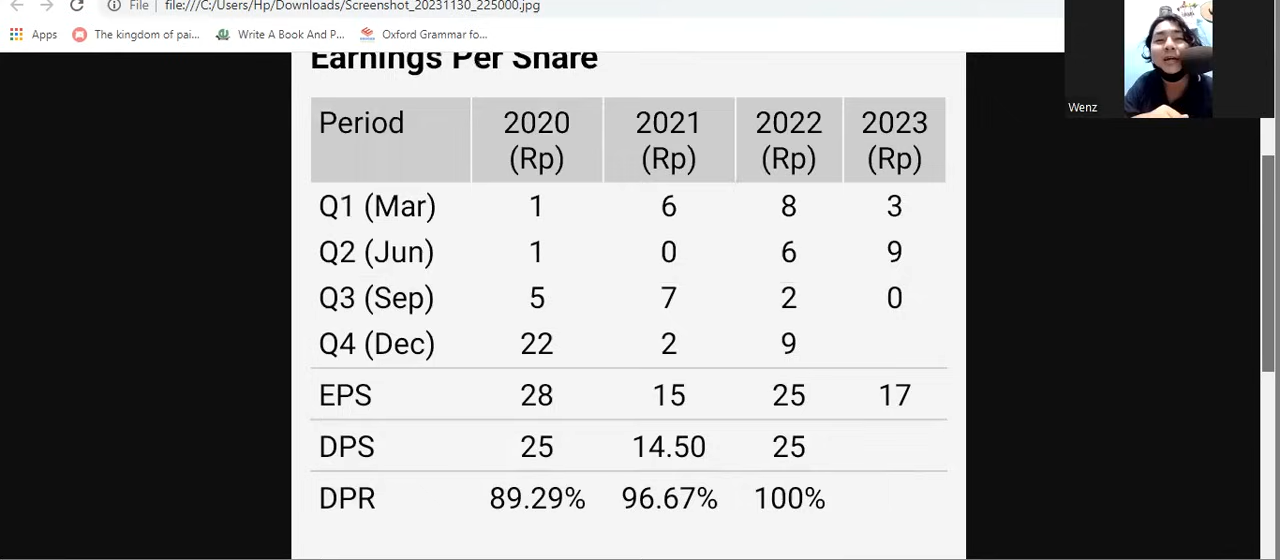 File | file:///C:/Users/Hp/Downloads/Screenshot_20231130_225000.jpg
Apps The kingdom of pai... Write A Book And P... Oxford Grammar fo...
Wenz
Earnings Per Share
Period 2020 (Rp) 2021 (Rp) 2022 (Rp) 2023 (Rp)
Q1 (Mar) 1 6 8 3
Q2 (Jun) 1 0 6 9
Q3 (Sep) 5 7 2 0
Q4 (Dec) 22 2 9
EPS 28 15 25 17
DPS 25 14.50 25
DPR 89.29% 96.67% 100%